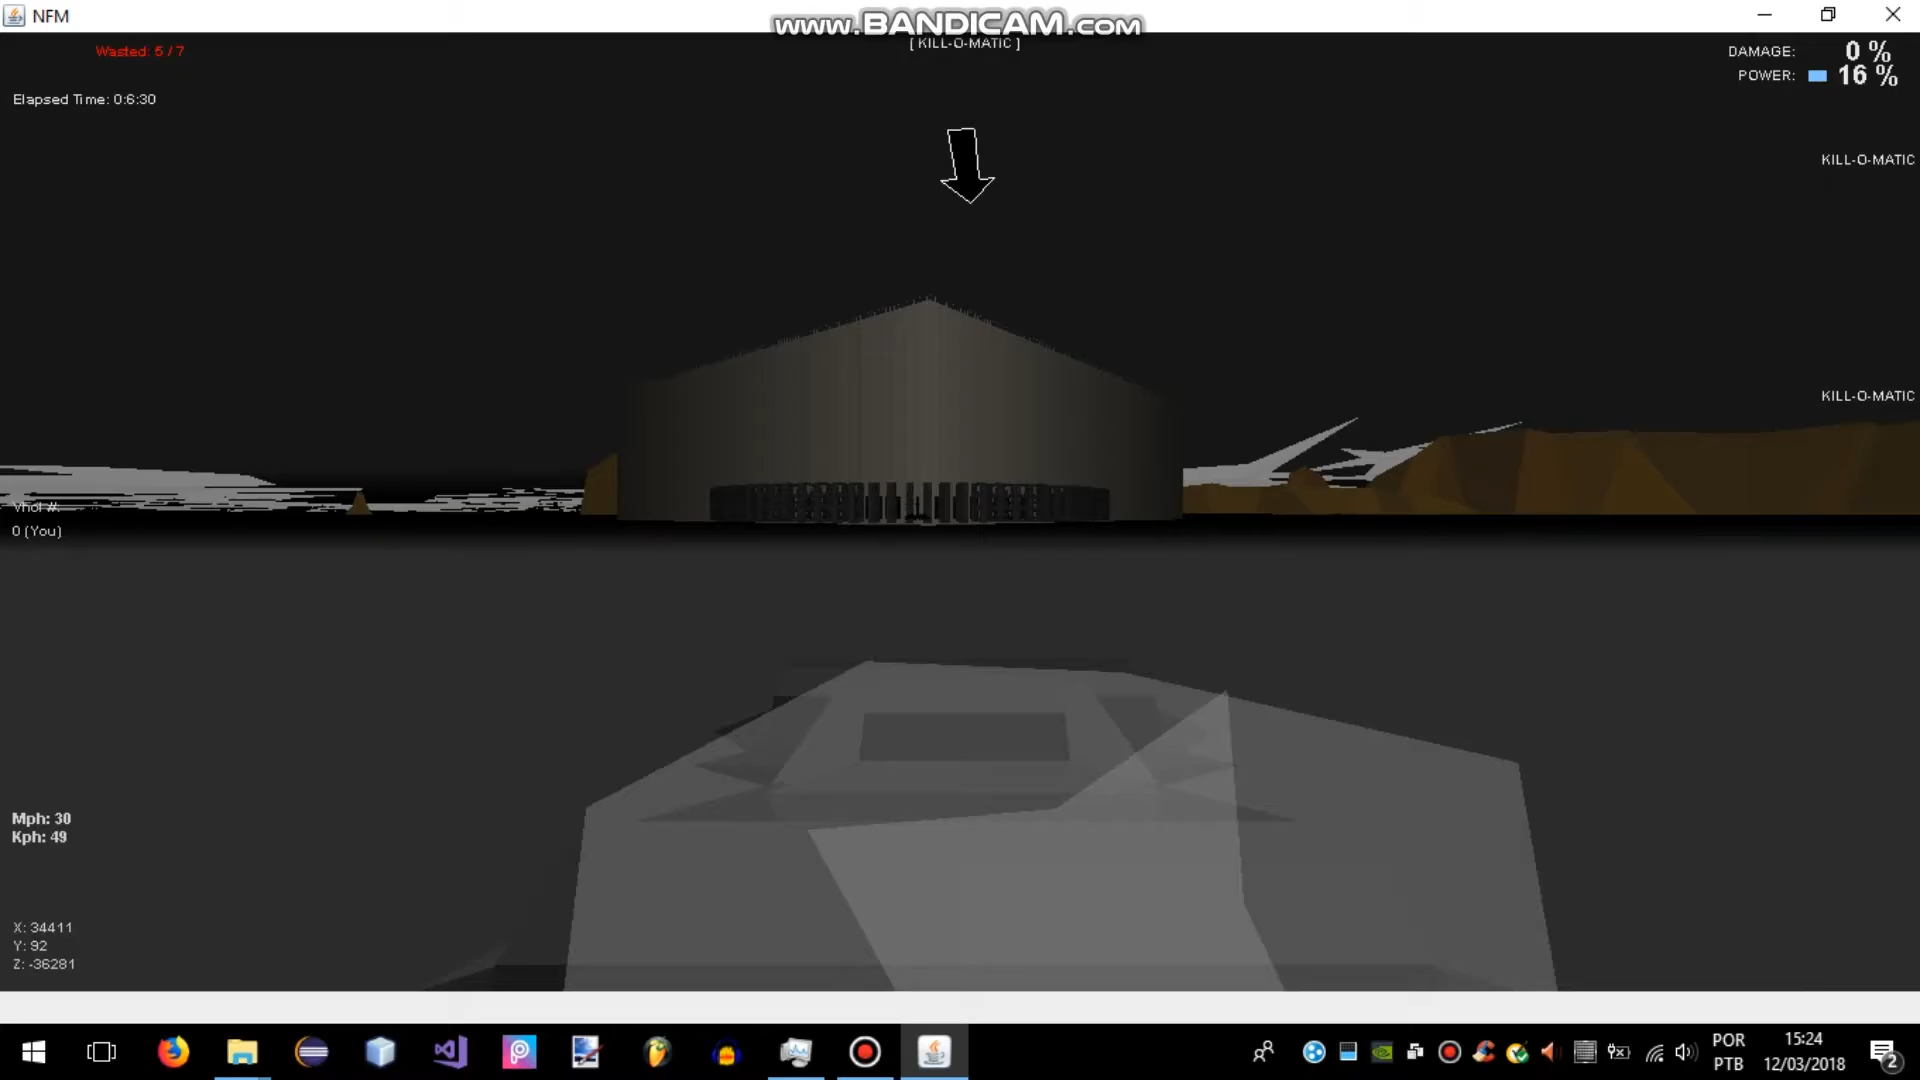 NFM
www.BANDICAM.com
[ KILL-O-MATIC ]
Wasted: 5 / 7
DAMAGE: 0 %
POWER: 16 %
Elapsed Time: 0:6:30
KILL-O-MATIC
KILL-O-MATIC
0 (You)
Mph: 30
Kph: 49
X: 34411
Y: 92
Z: -36281
POR
PTB
15:24
12/03/2018
2